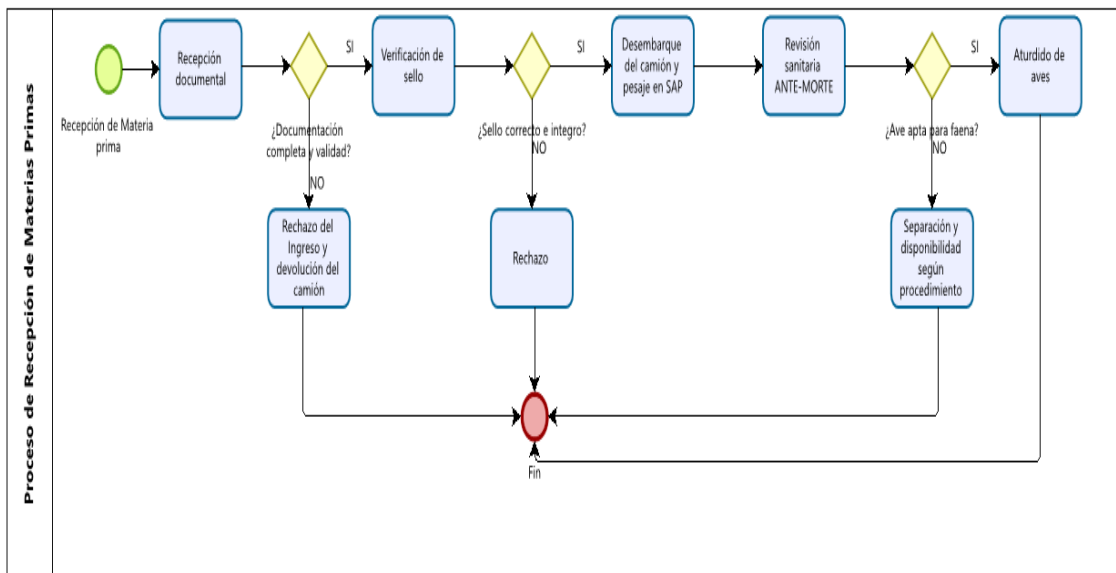 Proceso de Recepción de Materias Primas
Recepción de Materia
prima
Recepción
documental
SI
¿Documentación
completa y validad?
NO
Rechazo del
Ingreso y
devolución del
camión
Verificación de
sello
SI
¿Sello correcto e integro?
NO
Rechazo
Desembarque
del camión y
pesaje en SAP
Revisión
sanitaria
ANTE-MORTE
SI
¿Ave apta para faena?
NO
Separación y
disponibilidad
según
procedimiento
Aturdido de
aves
Fin